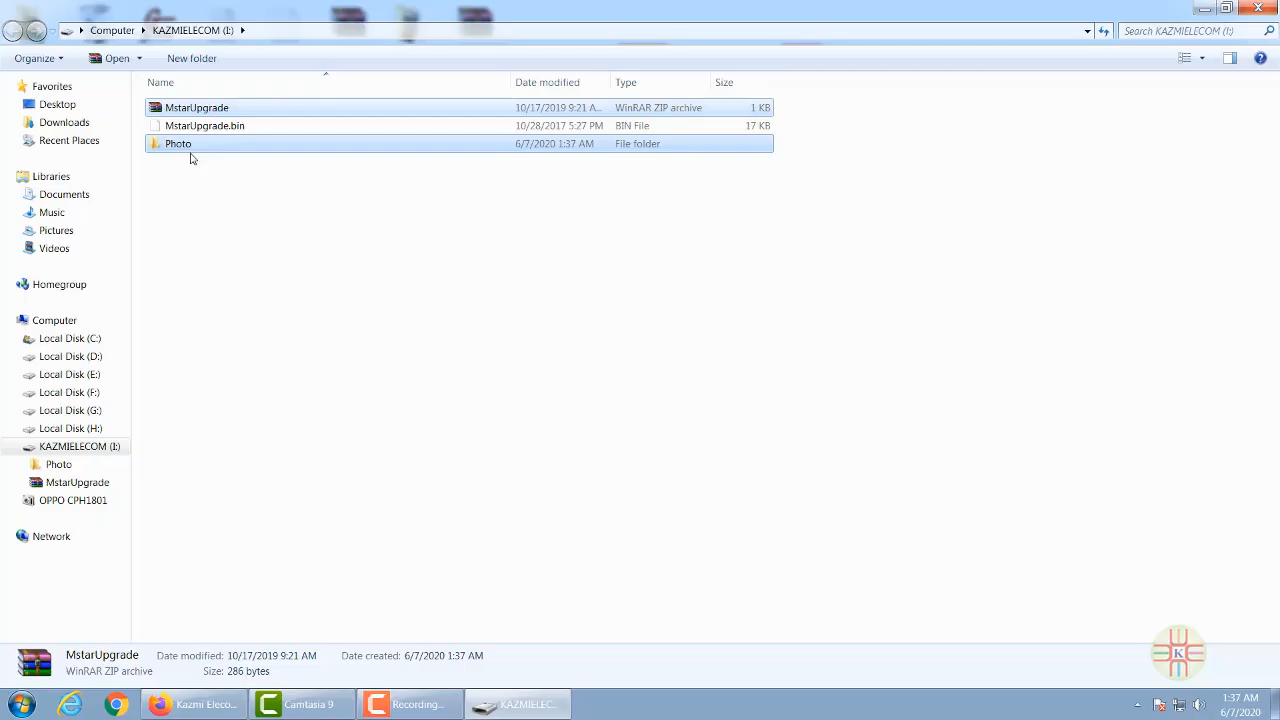 Computer KAZMIELECOM (I:)
Search KAZMIELECOM (I:)
Organize Open New folder
Name Date modified Type Size
MstarUpgrade 10/17/2019 9:21 A... WinRAR ZIP archive 1 KB
MstarUpgrade.bin 10/28/2017 5:27 PM BIN File 17 KB
Photo 6/7/2020 1:37 AM File folder
Favorites
Desktop
Downloads
Recent Places
Libraries
Documents
Music
Pictures
Videos
Homegroup
Computer
Local Disk (C:)
Local Disk (D:)
Local Disk (E:)
Local Disk (F:)
Local Disk (G:)
Local Disk (H:)
KAZMIELECOM (I:)
Photo
MstarUpgrade
OPPO CPH1801
Network
MstarUpgrade Date modified: 10/17/2019 9:21 AM Date created: 6/7/2020 1:37 AM
WinRAR ZIP archive Size: 286 bytes
K
Kazmi Eleco... Camtasia 9 Recording... KAZMIELEC...
1:37 AM
6/7/2020